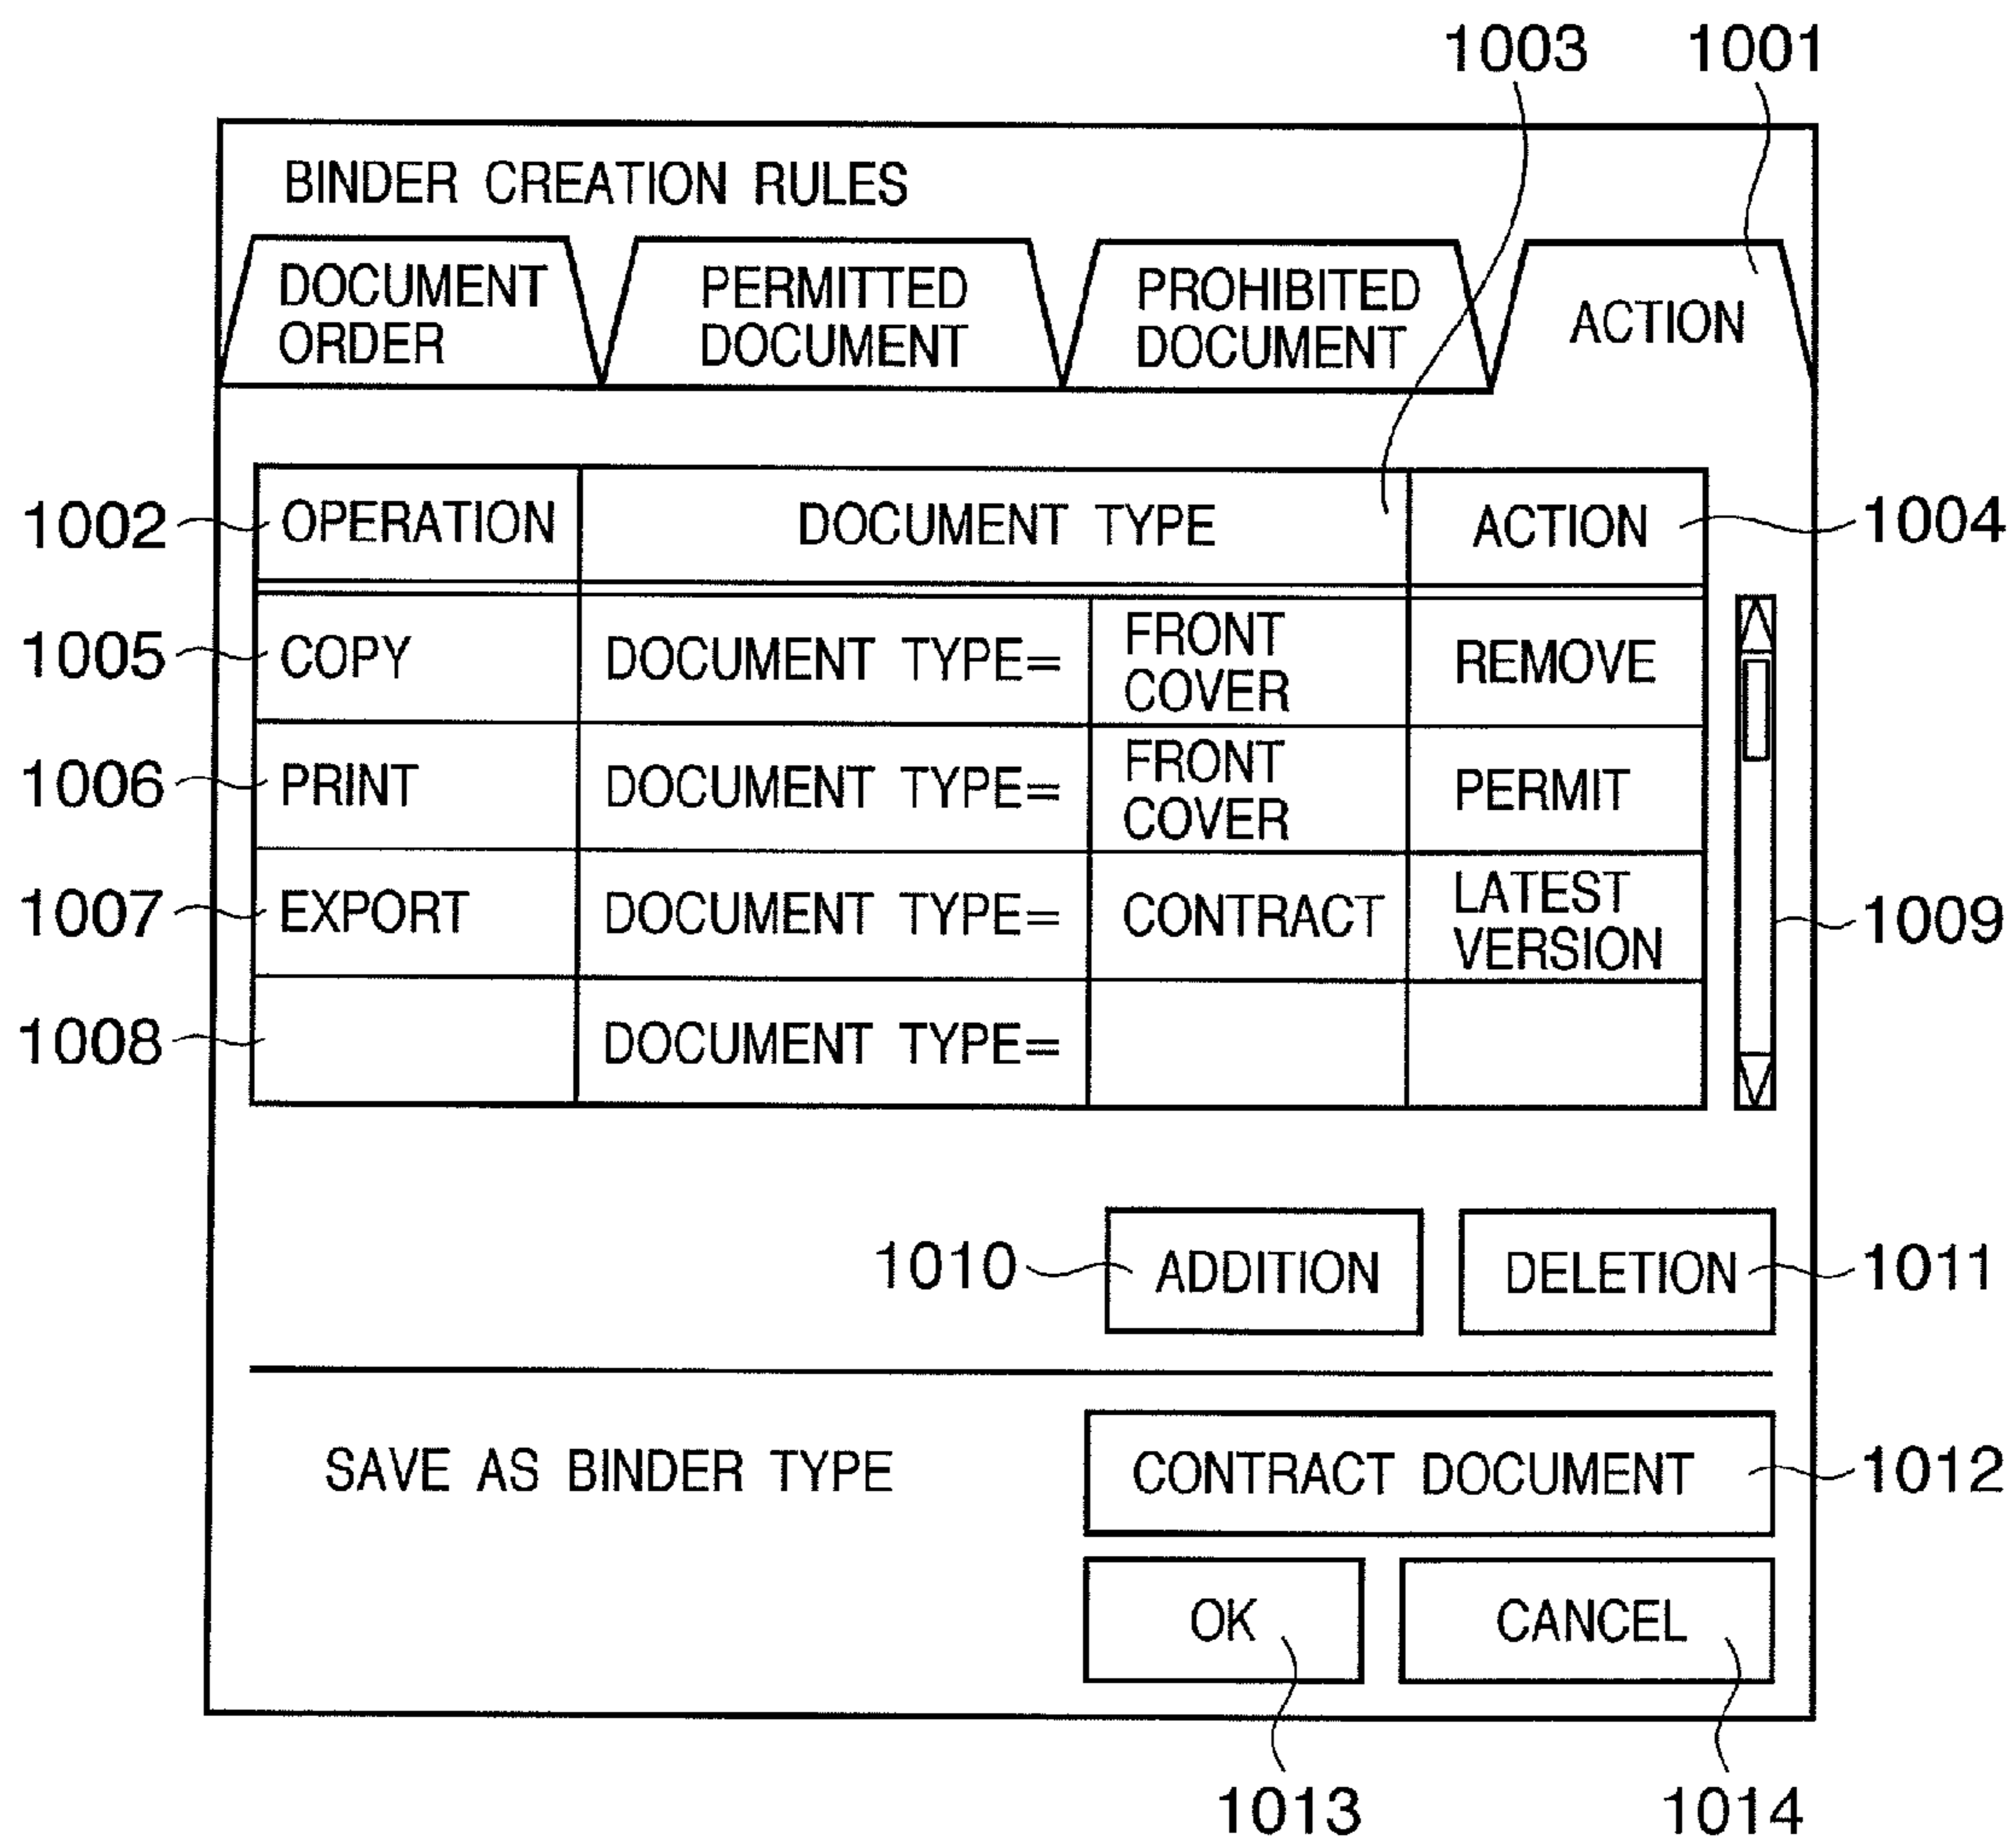 1003 1001
BINDER CREATION RULES
DOCUMENT
ORDER
PERMITTED
DOCUMENT
PROHIBITED
DOCUMENT
ACTION
1002 OPERATION DOCUMENT TYPE ACTION 1004
1005 COPY DOCUMENT TYPE= FRONT
COVER REMOVE
1006 PRINT DOCUMENT TYPE= FRONT
COVER PERMIT
1007 EXPORT DOCUMENT TYPE= CONTRACT LATEST
VERSION 1009
1008 DOCUMENT TYPE=
1010 ADDITION DELETION 1011
SAVE AS BINDER TYPE CONTRACT DOCUMENT 1012
OK CANCEL
1013 1014